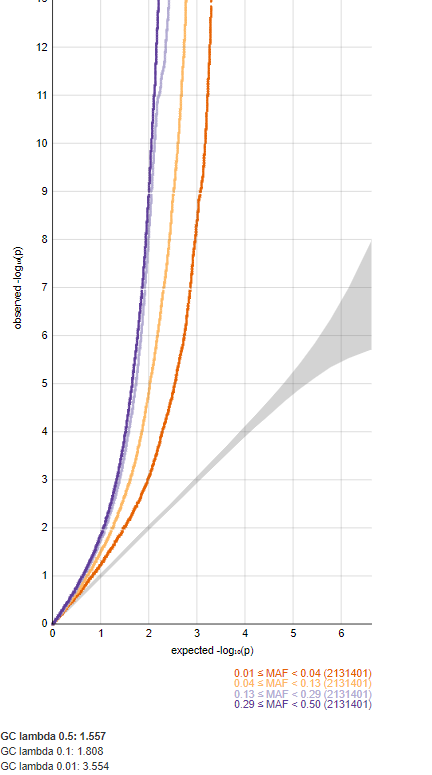 12
11
10
9
8
7
6
5
4
3
2
1
0
observed -log₁₀(p)
0 1 2 3 4 5 6
expected -log₁₀(p)
0.01 ≤ MAF < 0.04 (2131401)
0.04 ≤ MAF < 0.13 (2131401)
0.13 ≤ MAF < 0.29 (2131401)
0.29 ≤ MAF < 0.50 (2131401)
GC lambda 0.5: 1.557
GC lambda 0.1: 1.808
GC lambda 0.01: 3.554